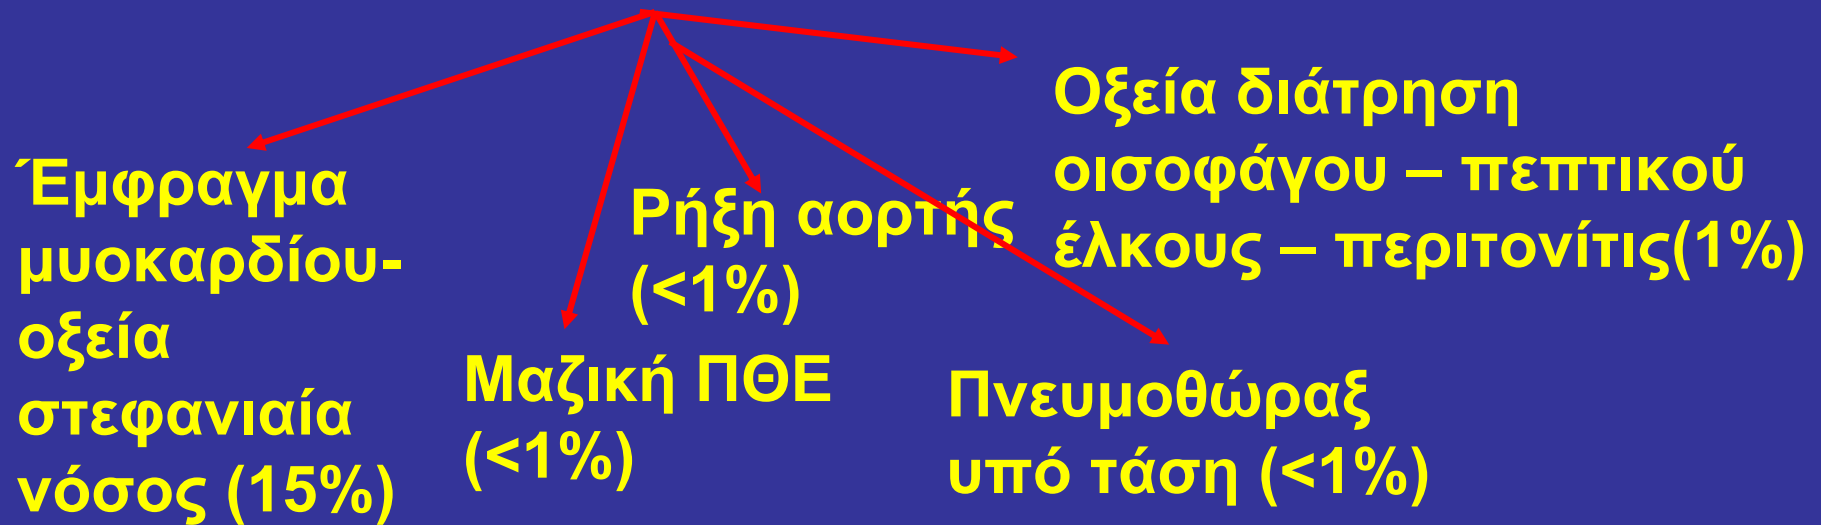 Έμφραγμα
μυοκαρδίου-
οξεία
στεφανιαία
νόσος (15%)
Μαζική ΠΘΕ
(<1%)
Ρήξη αορτής
(<1%)
Πνευμοθώραξ
υπό τάση (<1%)
Οξεία διάτρηση
οισοφάγου – πεπτικού
έλκους – περιτονίτις(1%)